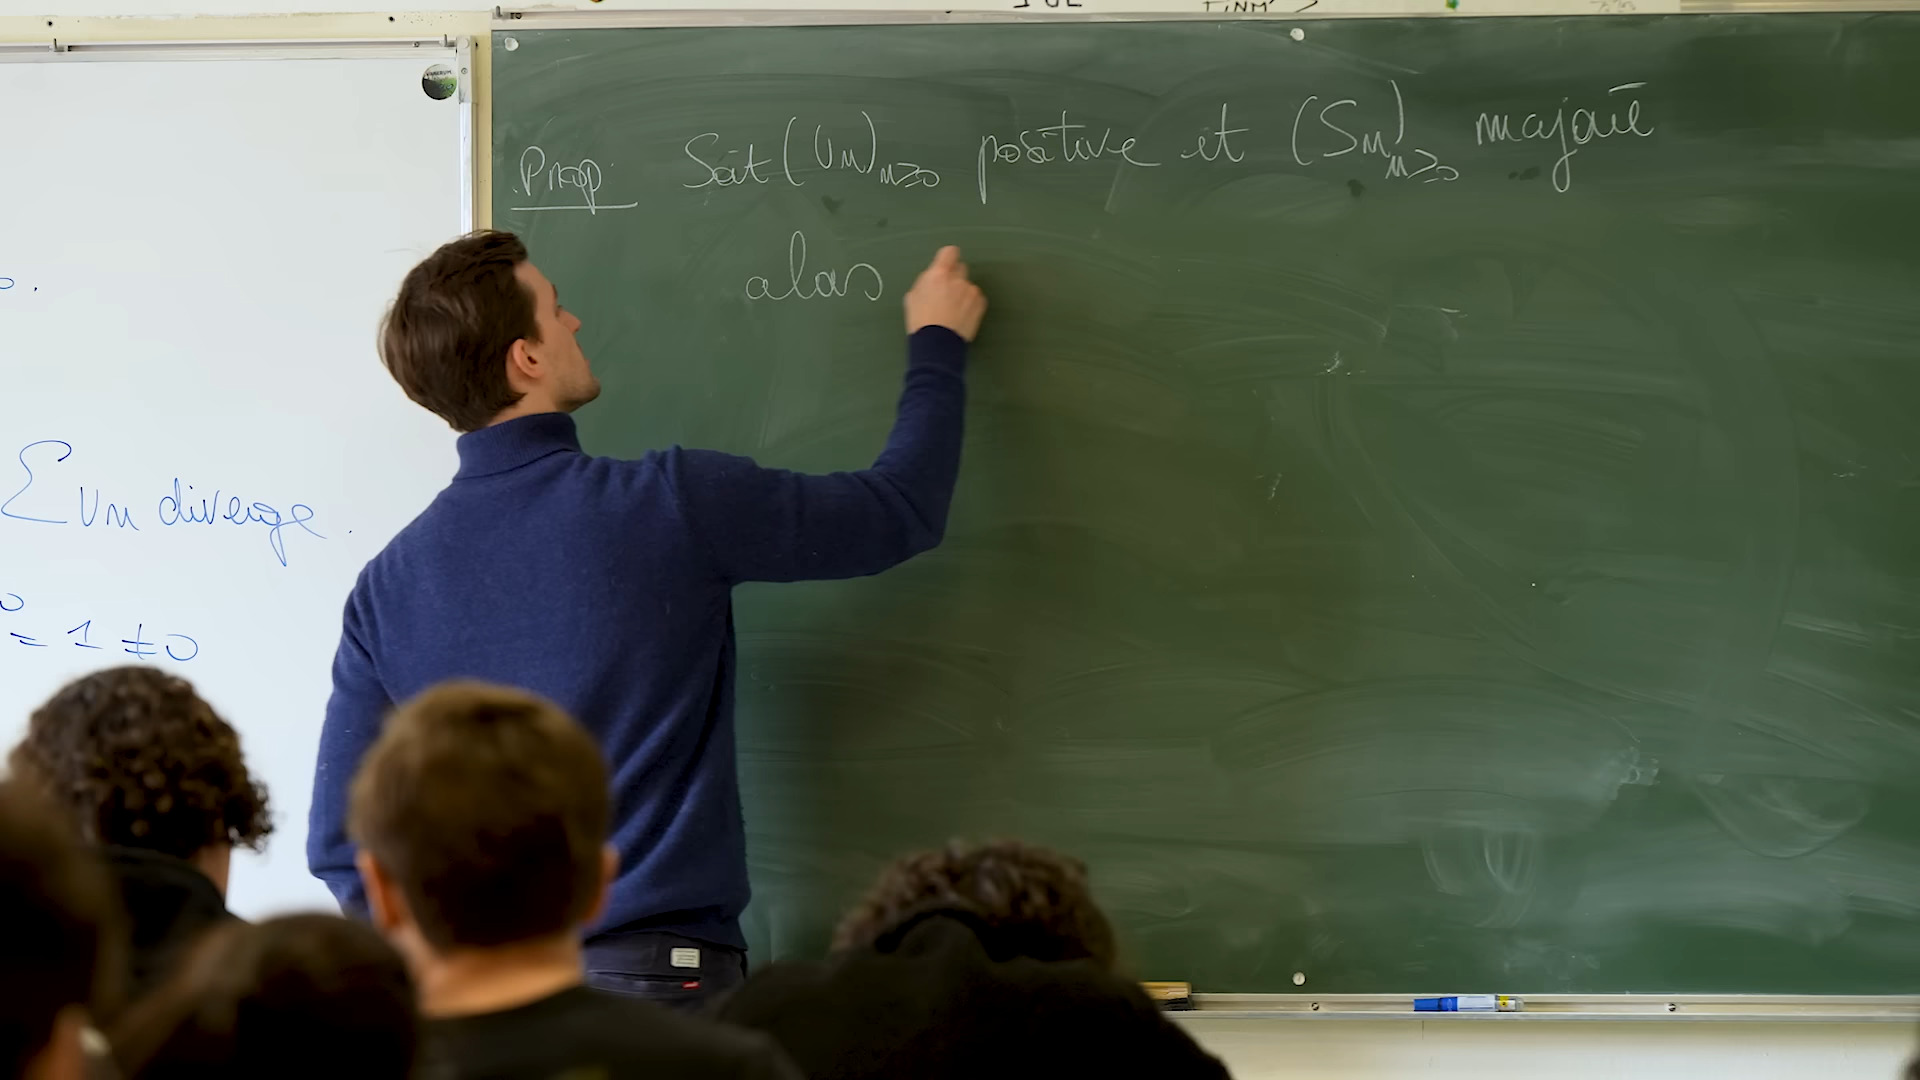 .
Σ Un diverge.
= 1 ≠ 0
Prop. Soit (Un)n≥0 positive et (Sn)n≥0 majorée
alors